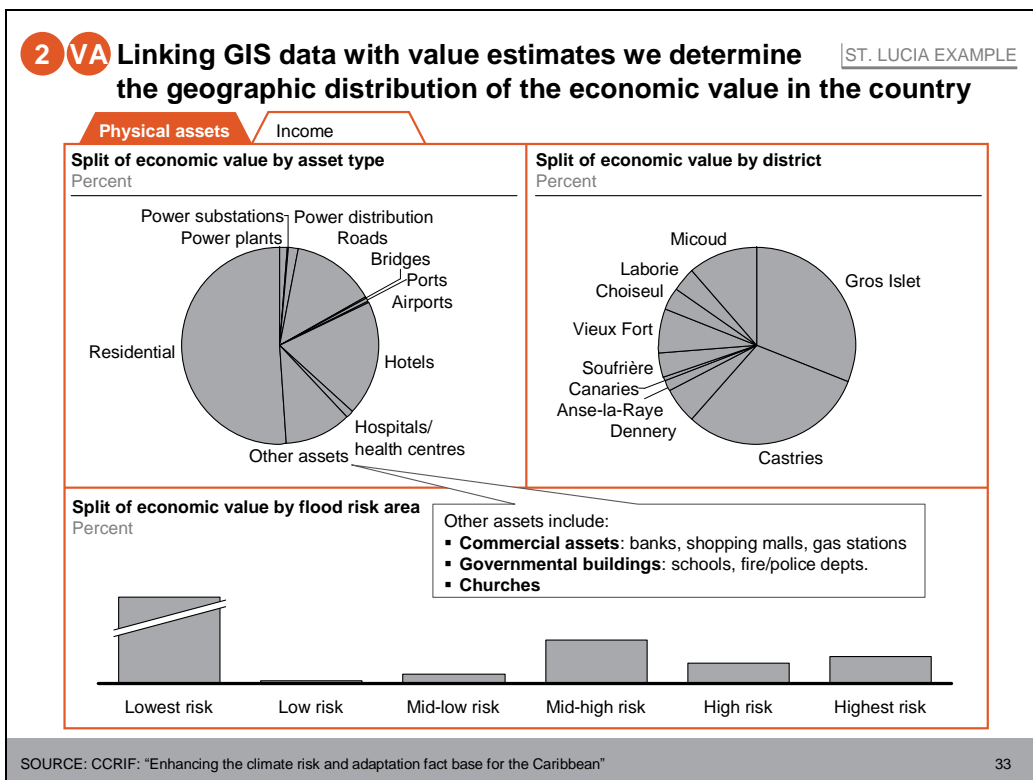 2 VA Linking GIS data with value estimates we determine
the geographic distribution of the economic value in the country
ST. LUCIA EXAMPLE
Physical assets
Income
Split of economic value by asset type
Percent
Power substations
Power distribution
Power plants
Roads
Bridges
Ports
Airports
Residential
Hotels
Hospitals/
health centres
Other assets
Split of economic value by district
Percent
Micoud
Gros Islet
Laborie
Choiseul
Vieux Fort
Soufrière
Canaries
Anse-la-Raye
Dennery
Castries
Split of economic value by flood risk area
Percent
Other assets include:
▪ Commercial assets: banks, shopping malls, gas stations
▪ Governmental buildings: schools, fire/police depts.
▪ Churches
Lowest risk
Low risk
Mid-low risk
Mid-high risk
High risk
Highest risk
SOURCE: CCRIF: “Enhancing the climate risk and adaptation fact base for the Caribbean”
33